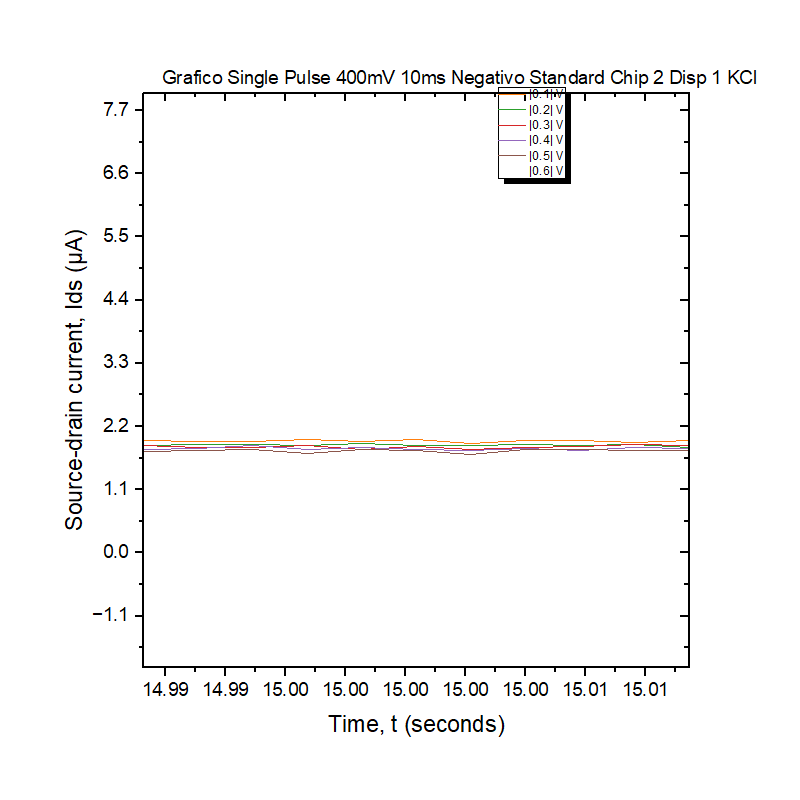 Grafico Single Pulse 400mV 10ms Negativo Standard Chip 2 Disp 1 KCl
|0.1| V
|0.2| V
|0.3| V
|0.4| V
|0.5| V
|0.6| V
7.7
6.6
5.5
4.4
3.3
2.2
1.1
0.0
−1.1
Source-drain current, Ids (μA)
14.99 14.99 15.00 15.00 15.00 15.00 15.00 15.01 15.01
Time, t (seconds)